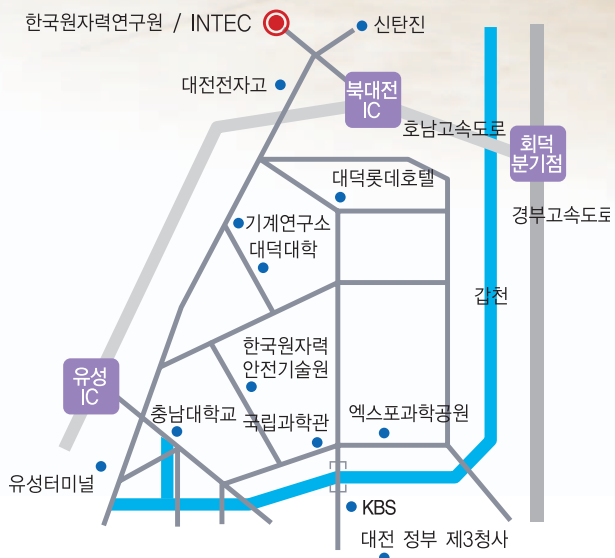 한국원자력연구원 / INTEC
신탄진
대전전자고
북대전
IC
호남고속도로
회덕
분기점
대덕롯데호텔
경부고속도로
기계연구소
대덕대학
갑천
한국원자력
안전기술원
유성
IC
충남대학교
국립과학관
엑스포과학공원
유성터미널
KBS
대전 정부 제3청사